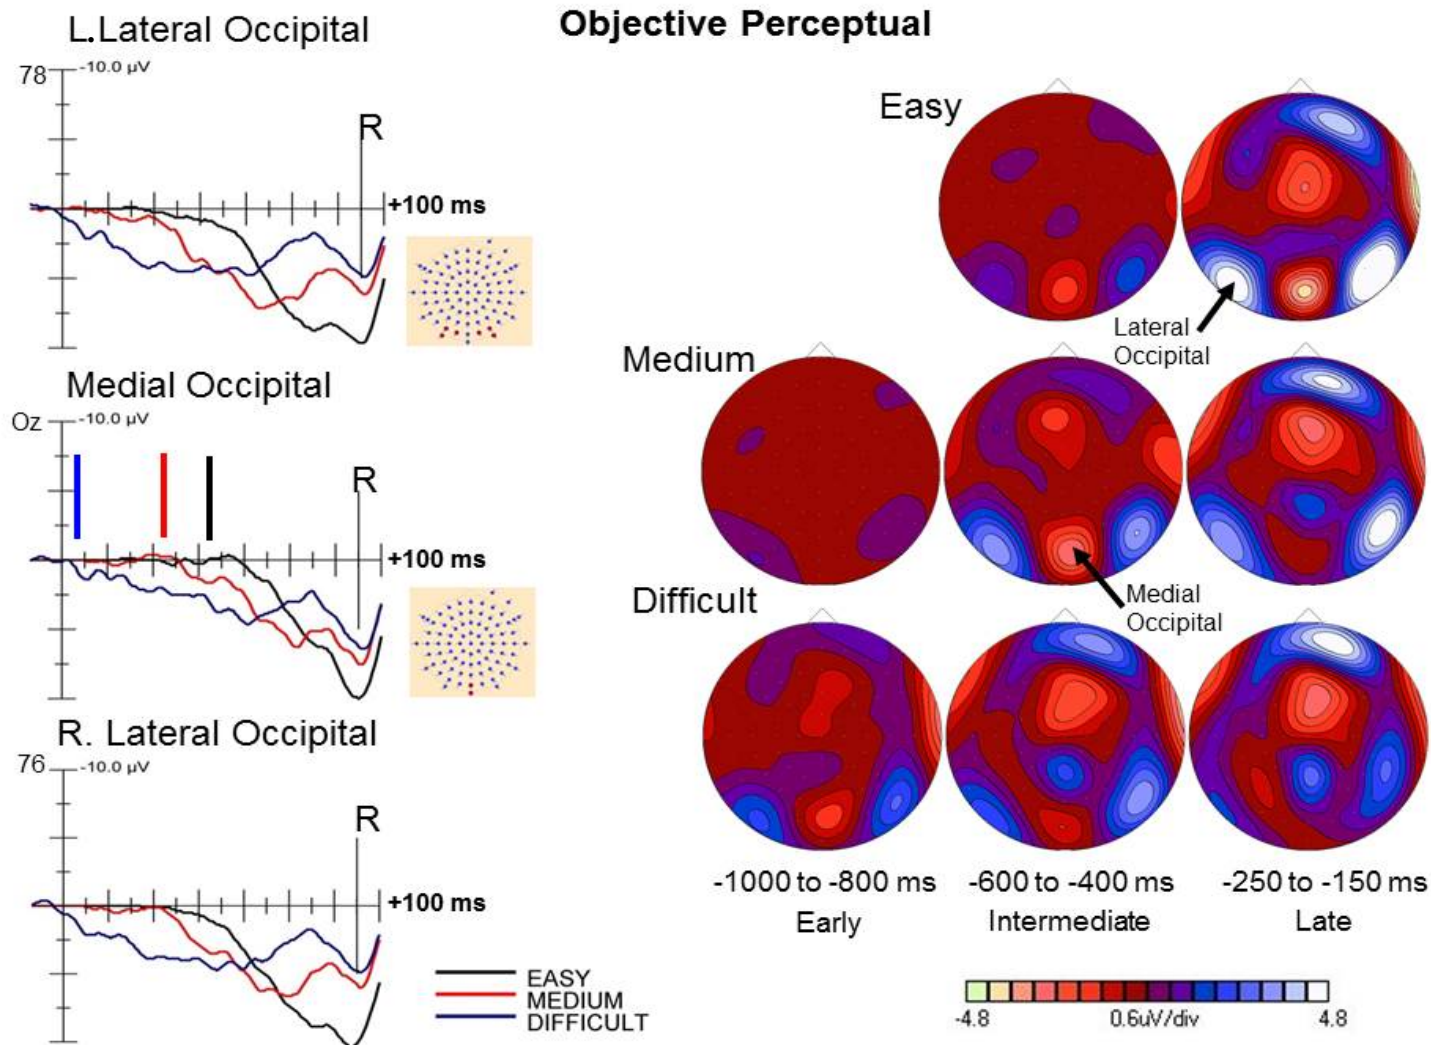 L.Lateral Occipital
Objective Perceptual
78
-10.0 µV
R
Easy
+100 ms
Lateral
Occipital
Medium
Medial Occipital
Oz
-10.0 µV
R
+100 ms
Medial
Occipital
Difficult
R. Lateral Occipital
76
-10.0 µV
R
+100 ms
-1000 to -800 ms
-600 to -400 ms
-250 to -150 ms
Early
Intermediate
Late
EASY
MEDIUM
DIFFICULT
-4.8
0.6uV/div
4.8